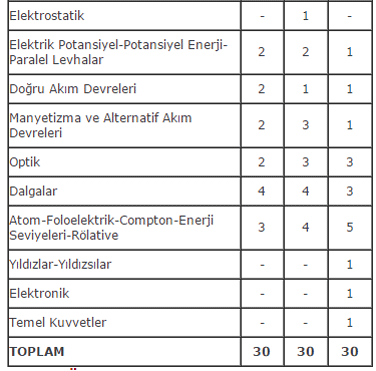 Elektrostatik - 1 -
Elektrik Potansiyel-Potansiyel Enerji-
Paralel Levhalar 2 2 1
Doğru Akım Devreleri 2 1 1
Manyetizma ve Alternatif Akım
Devreleri 2 3 1
Optik 2 3 3
Dalgalar 4 4 3
Atom-Foloelektrik-Compton-Enerji
Seviyeleri-Rölative 3 4 5
Yıldızlar-Yıldızsılar - - 1
Elektronik - - 1
Temel Kuvvetler - - 1
TOPLAM 30 30 30